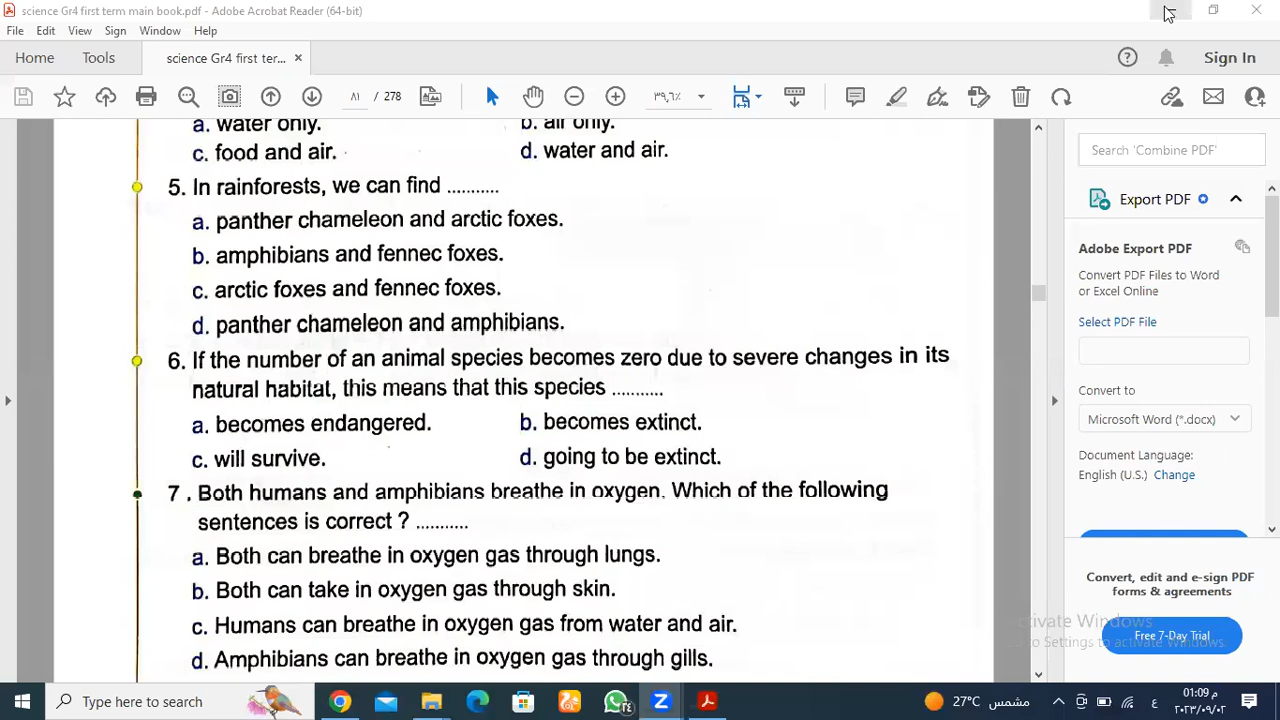 science Gr4 first term main book.pdf - Adobe Acrobat Reader (64-bit)
File Edit View Sign Window Help
Home Tools science Gr4 first ter... × Sign In
٨١ / 278 ٣٩,٦٪
a. water only. b. air only.
c. food and air. d. water and air.
5. In rainforests, we can find ...........
a. panther chameleon and arctic foxes.
b. amphibians and fennec foxes.
c. arctic foxes and fennec foxes.
d. panther chameleon and amphibians.
6. If the number of an animal species becomes zero due to severe changes in its
natural habitat, this means that this species ...........
a. becomes endangered. b. becomes extinct.
c. will survive. d. going to be extinct.
7 . Both humans and amphibians breathe in oxygen. Which of the following
sentences is correct ? ...........
a. Both can breathe in oxygen gas through lungs.
b. Both can take in oxygen gas through skin.
c. Humans can breathe in oxygen gas from water and air.
d. Amphibians can breathe in oxygen gas through gills.
Search 'Combine PDF'
Export PDF
Adobe Export PDF
Convert PDF Files to Word
or Excel Online
Select PDF File
Convert to
Microsoft Word (*.docx)
Document Language:
English (U.S.) Change
Convert, edit and e-sign PDF
forms & agreements
Free 7-Day Trial
Activate Windows
Go to Settings to activate Windows.
Type here to search
27°C مشمس
ع
01:09 م
٢٠٢٣/٠٩/٠٢